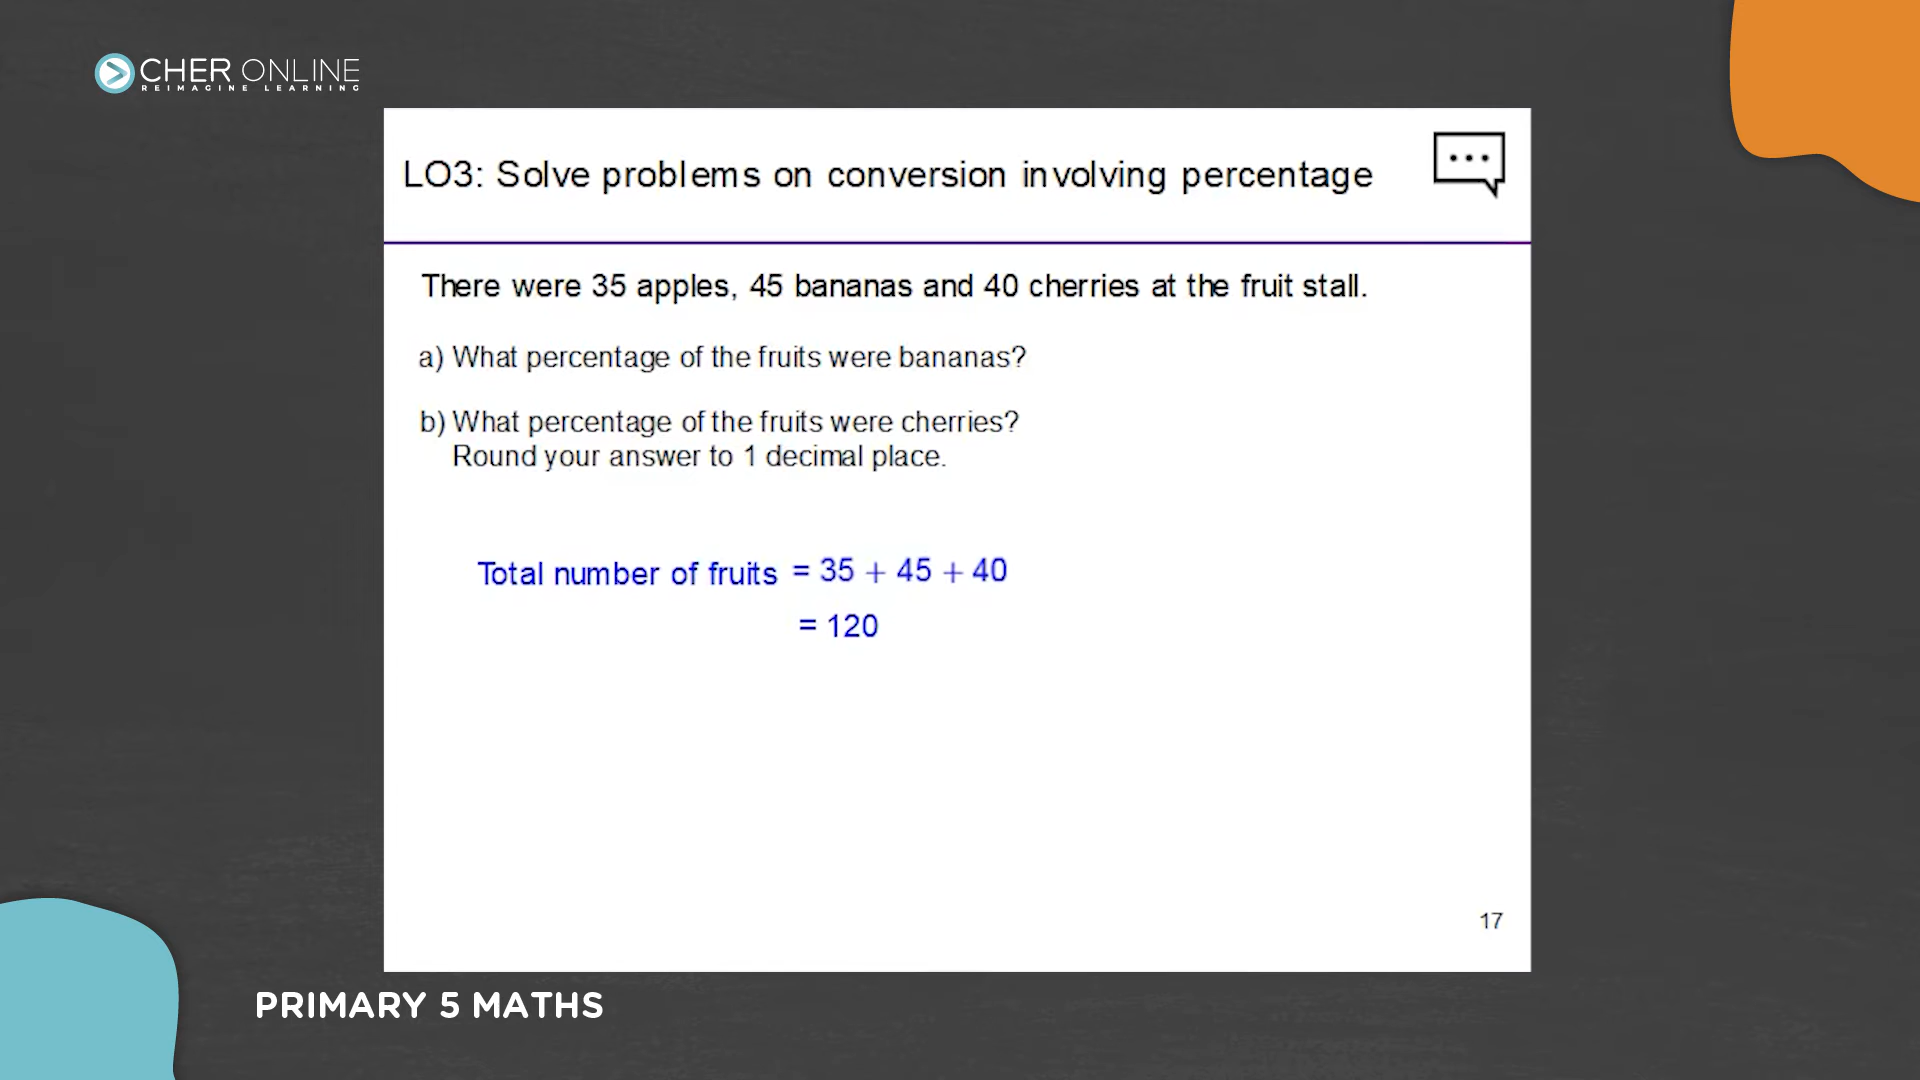 CHER ONLINE
REIMAGINE LEARNING
LO3: Solve problems on conversion involving percentage
There were 35 apples, 45 bananas and 40 cherries at the fruit stall.
a) What percentage of the fruits were bananas?
b) What percentage of the fruits were cherries?
Round your answer to 1 decimal place.
Total number of fruits = 35 + 45 + 40
= 120
17
PRIMARY 5 MATHS